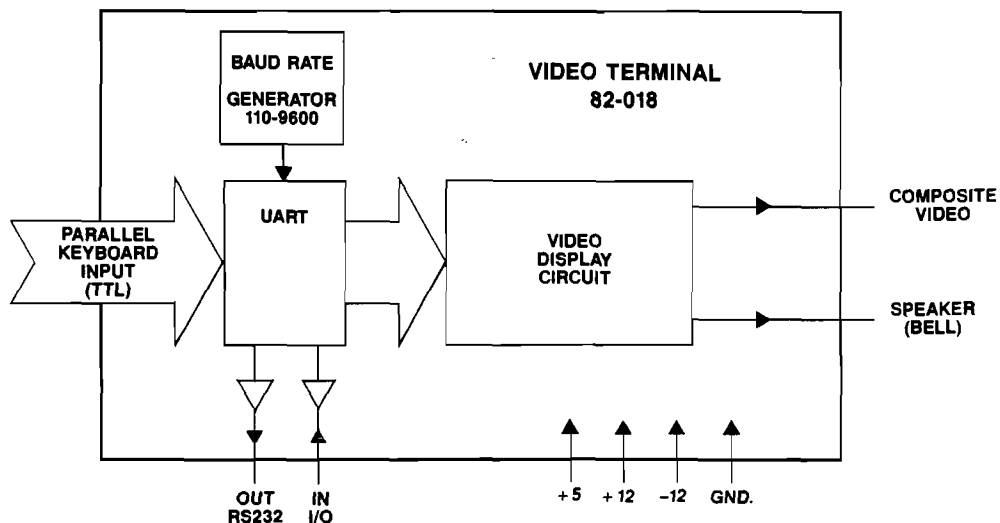 BAUD RATE
GENERATOR
110-9600
VIDEO TERMINAL
82-018
UART
PARALLEL
KEYBOARD
INPUT
(TTL)
VIDEO
DISPLAY
CIRCUIT
COMPOSITE
VIDEO
SPEAKER
(BELL)
OUT
RS232
IN
I/O
+5
+12
-12
GND.